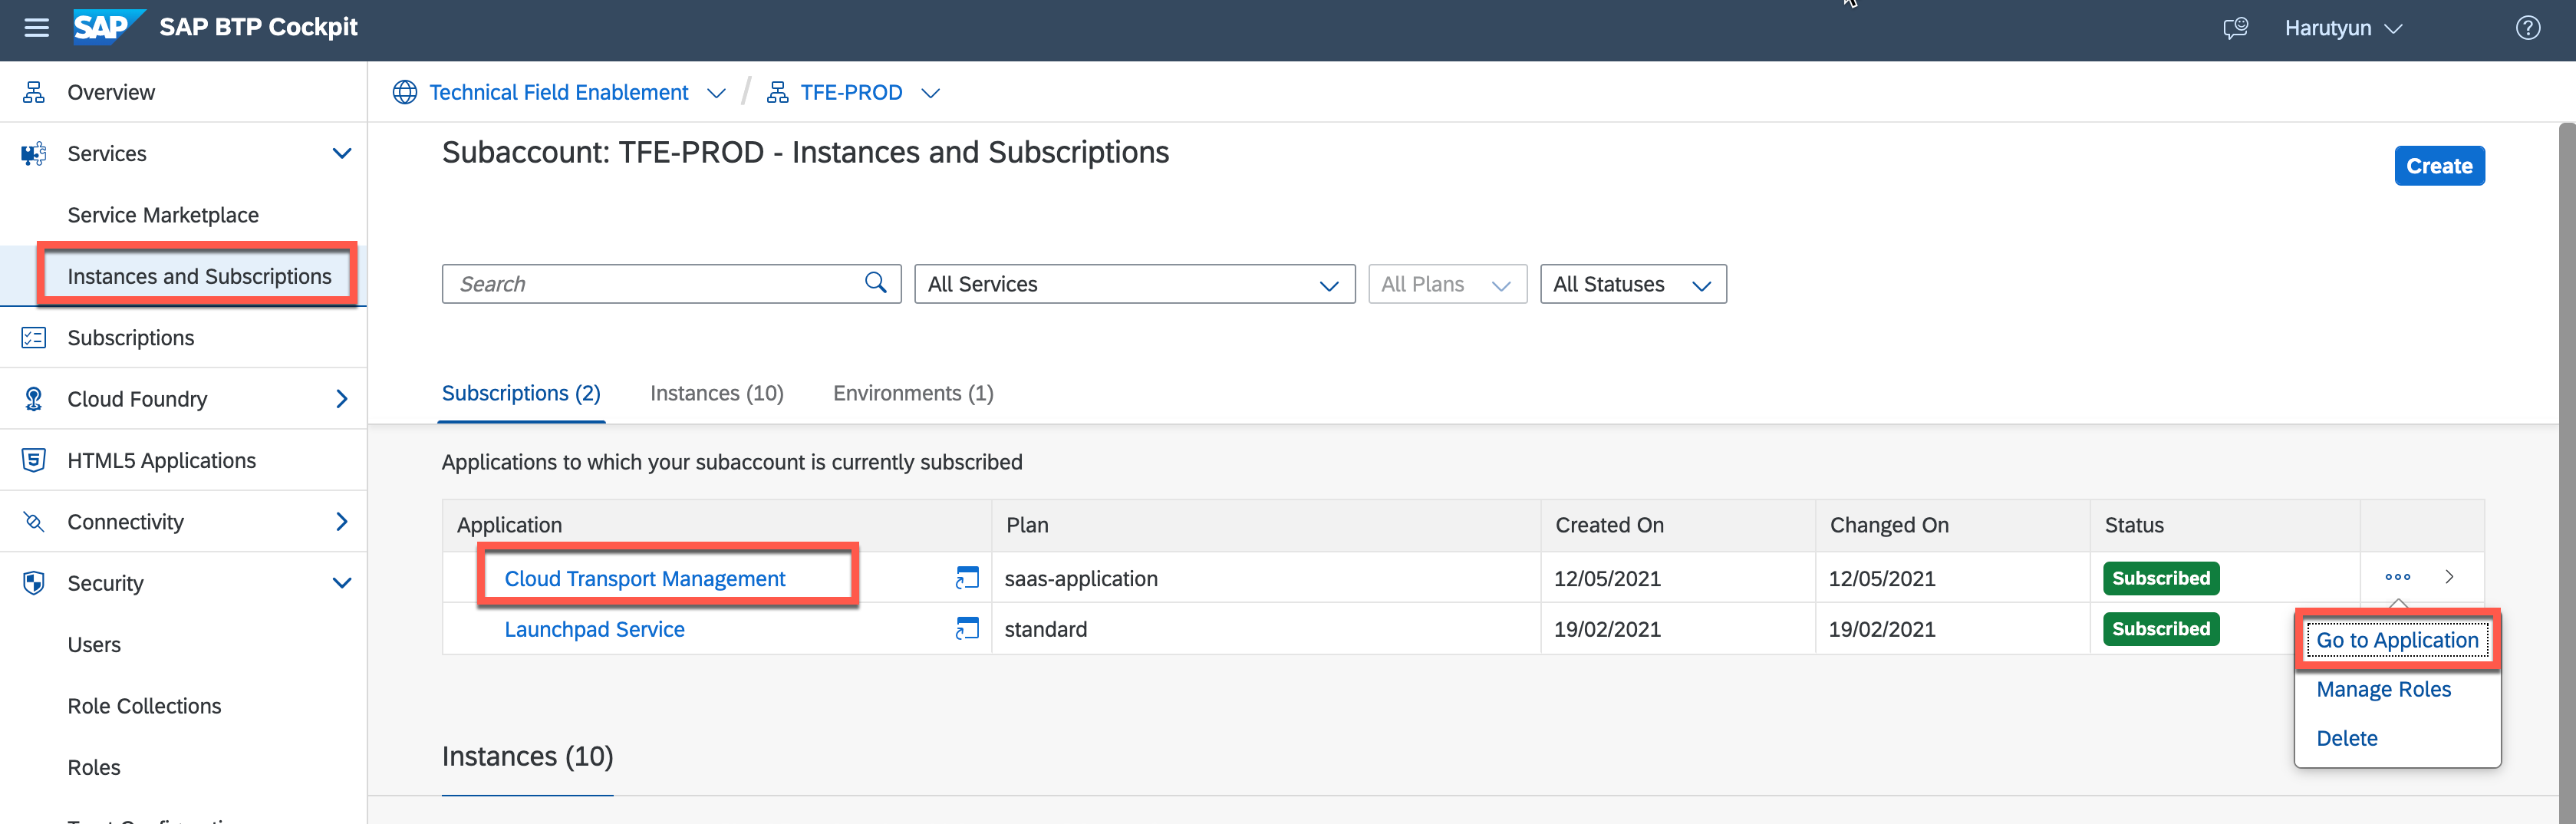 SAP SAP BTP Cockpit
Harutyun
Overview
Services
Service Marketplace
Instances and Subscriptions
Subscriptions
Cloud Foundry
HTML5 Applications
Connectivity
Security
Users
Role Collections
Roles
Technical Field Enablement / TFE-PROD
Subaccount: TFE-PROD - Instances and Subscriptions
Create
Search
All Services
All Plans
All Statuses
Subscriptions (2) Instances (10) Environments (1)
Applications to which your subaccount is currently subscribed
Application Plan Created On Changed On Status
Cloud Transport Management saas-application 12/05/2021 12/05/2021 Subscribed
Launchpad Service standard 19/02/2021 19/02/2021 Subscribed
Go to Application
Manage Roles
Delete
Instances (10)